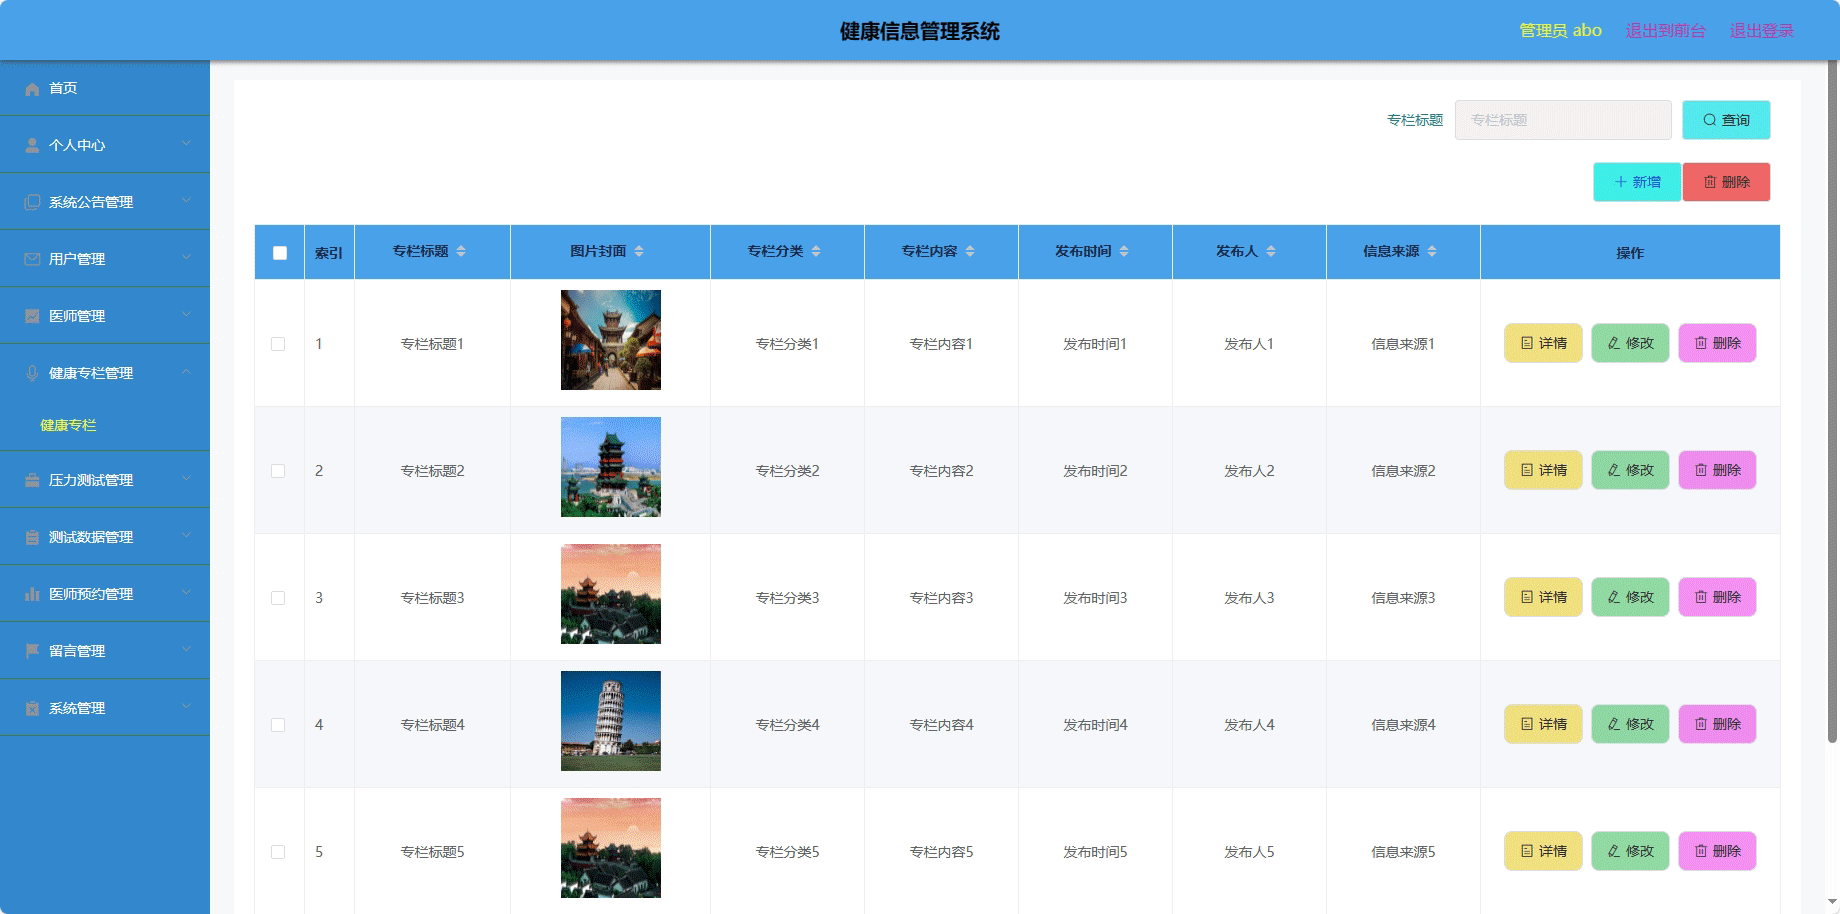 健康信息管理系统
管理员 abo 退出到前台 退出登录
首页
个人中心
系统公告管理
用户管理
医师管理
健康专栏管理
健康专栏
压力测试管理
测试数据管理
医师预约管理
留言管理
系统管理
专栏标题 专栏标题 查询
新增 删除
索引 专栏标题 图片封面 专栏分类 专栏内容 发布时间 发布人 信息来源 操作
1 专栏标题1 专栏分类1 专栏内容1 发布时间1 发布人1 信息来源1 详情 修改 删除
2 专栏标题2 专栏分类2 专栏内容2 发布时间2 发布人2 信息来源2 详情 修改 删除
3 专栏标题3 专栏分类3 专栏内容3 发布时间3 发布人3 信息来源3 详情 修改 删除
4 专栏标题4 专栏分类4 专栏内容4 发布时间4 发布人4 信息来源4 详情 修改 删除
5 专栏标题5 专栏分类5 专栏内容5 发布时间5 发布人5 信息来源5 详情 修改 删除